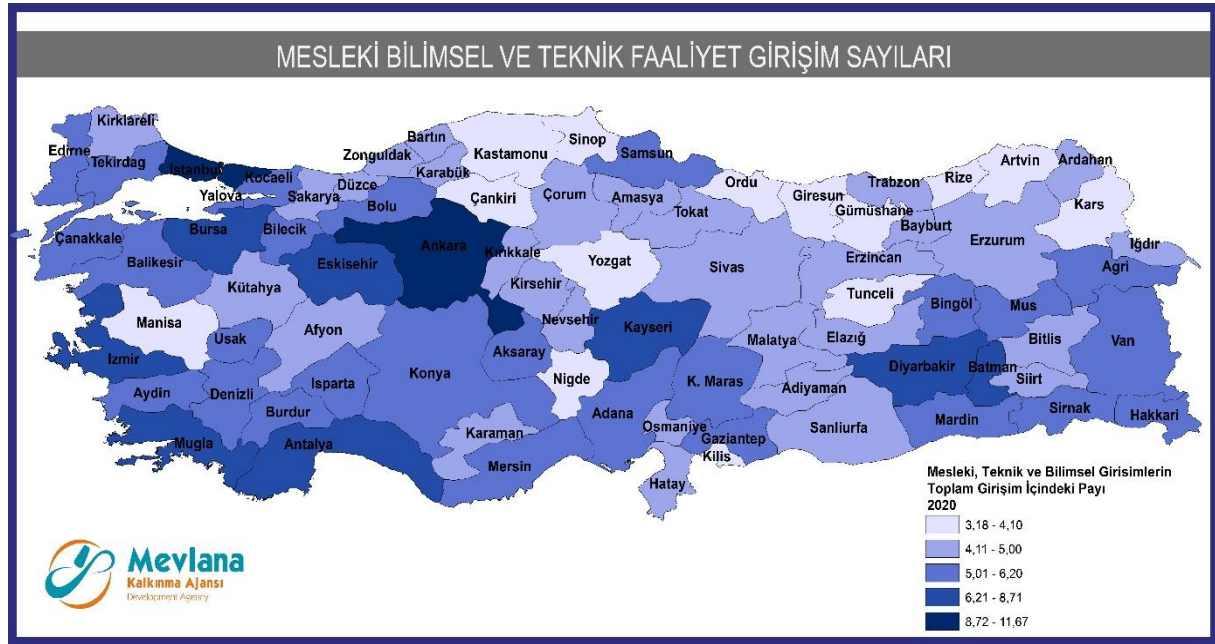 MESLEKİ BİLİMSEL VE TEKNİK FAALİYET GİRİŞİM SAYILARI
Kirklareli
Edirne
Tekirdag
Istanbul
Kocaeli
Yalova
Sakarya
Düzce
Zonguldak
Bartın
Karabük
Kastamonu
Sinop
Samsun
Ordu
Giresun
Trabzon
Rize
Artvin
Ardahan
Kars
Çankiri
Çorum
Amasya
Tokat
Gümüshane
Bayburt
Erzurum
Iğdır
Agri
Çanakkale
Bursa
Bilecik
Bolu
Balikesir
Eskisehir
Ankara
Kırıkkale
Yozgat
Sivas
Erzincan
Tunceli
Bingöl
Mus
Kütahya
Kirsehir
Nevsehir
Kayseri
Malatya
Elazığ
Bitlis
Van
Manisa
Usak
Afyon
Aksaray
Diyarbakir
Batman
Siirt
Izmir
Konya
Nigde
K. Maras
Adiyaman
Aydin
Denizli
Isparta
Burdur
Mardin
Sirnak
Hakkari
Mugla
Antalya
Karaman
Mersin
Adana
Osmaniye
Gaziantep
Sanliurfa
Kilis
Hatay
Mesleki, Teknik ve Bilimsel Girisimlerin
Toplam Girişim İçindeki Payı
2020
3,18 - 4,10
4,11 - 5,00
5,01 - 6,20
6,21 - 8,71
8,72 - 11,67
Mevlana
Kalkınma Ajansı
Development Agency